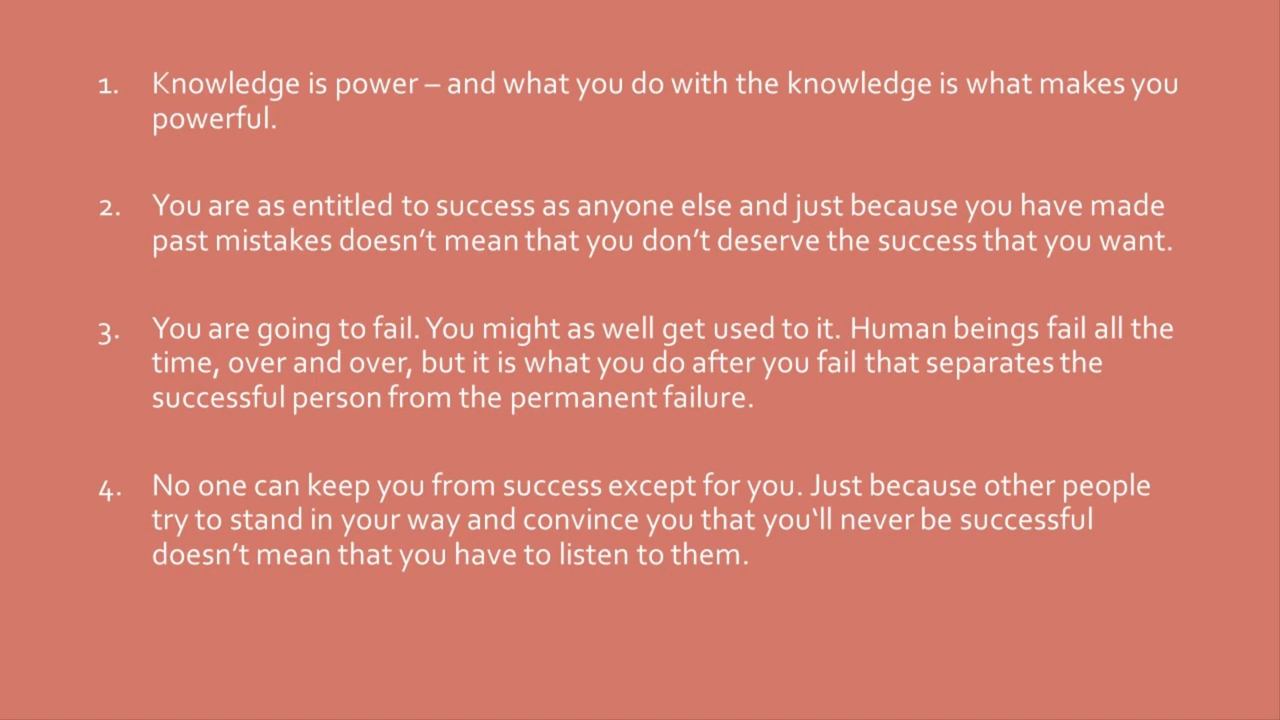 1. Knowledge is power – and what you do with the knowledge is what makes you
powerful.
2. You are as entitled to success as anyone else and just because you have made
past mistakes doesn’t mean that you don’t deserve the success that you want.
3. You are going to fail. You might as well get used to it. Human beings fail all the
time, over and over, but it is what you do after you fail that separates the
successful person from the permanent failure.
4. No one can keep you from success except for you. Just because other people
try to stand in your way and convince you that you‘ll never be successful
doesn’t mean that you have to listen to them.